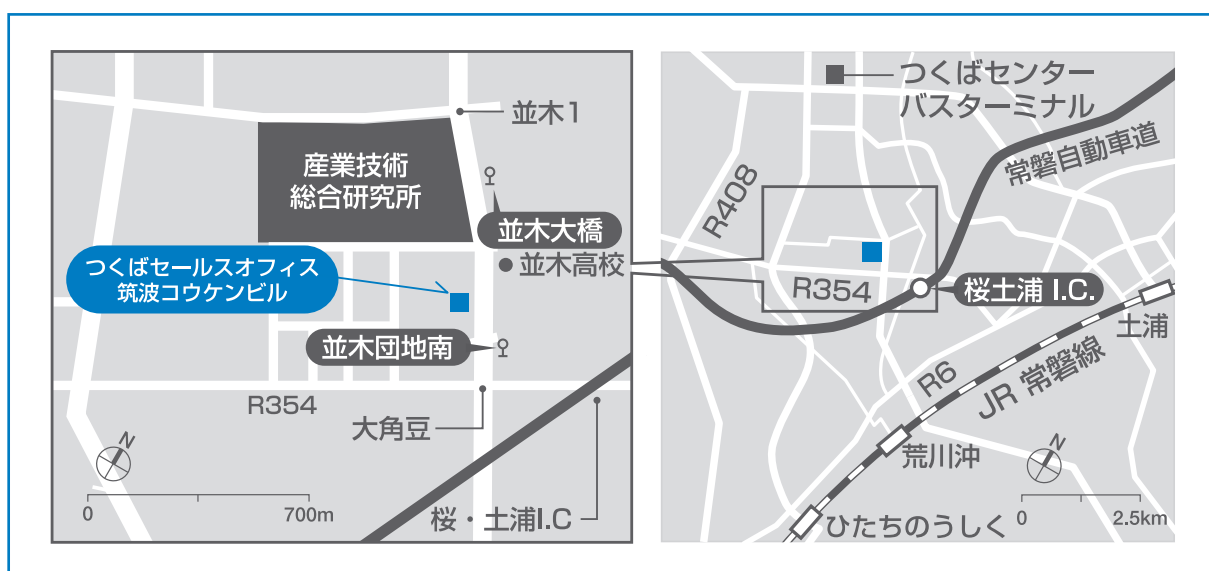 並木1
産業技術
総合研究所
並木大橋
並木高校
つくばセールスオフィス
筑波コウケンビル
並木団地南
R354
大角豆
N
0
700m
桜・土浦I.C
つくばセンター
バスターミナル
常磐自動車道
R408
R354
桜土浦 I.C.
土浦
R6
JR 常磐線
荒川沖
N
ひたちのうしく
0
2.5km